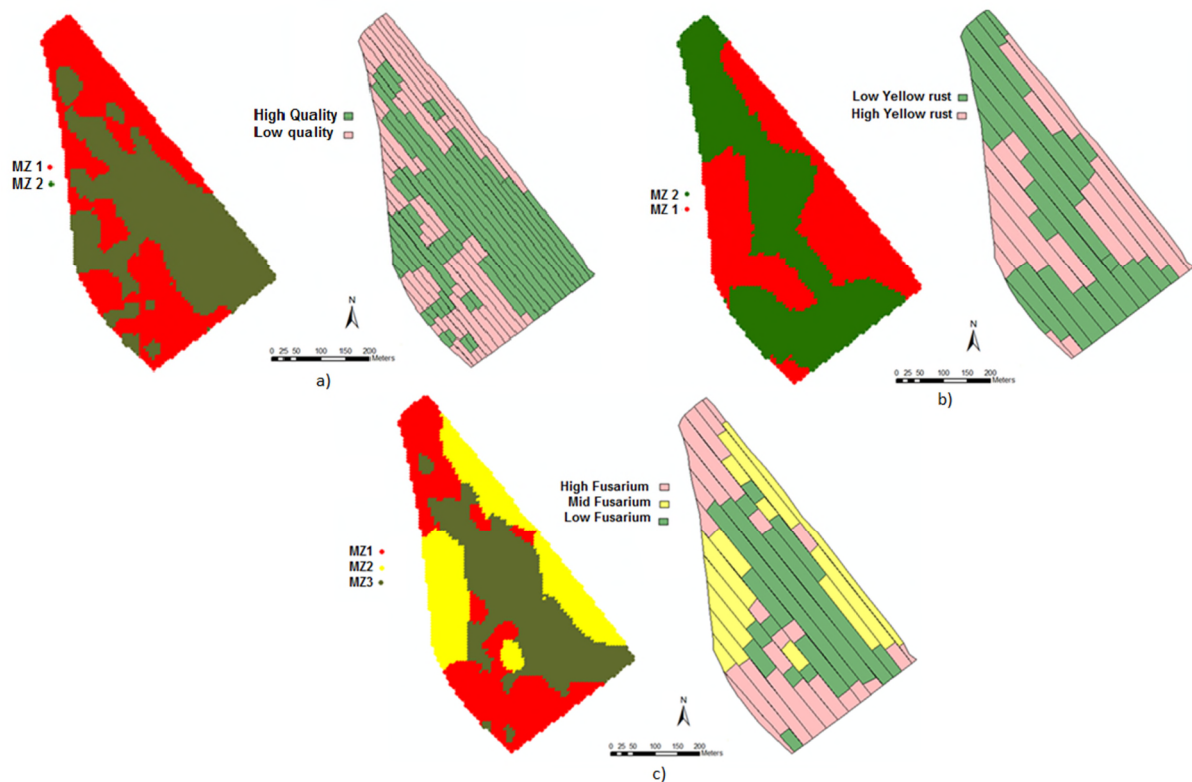 High Quality
Low quality
MZ 1
MZ 2
N
0 25 50 100 150 200
Meters
a)
Low Yellow rust
High Yellow rust
MZ 2
MZ 1
N
0 25 50 100 150 200
Meters
b)
High Fusarium
Mid Fusarium
Low Fusarium
MZ1
MZ2
MZ3
N
0 25 50 100 150 200
Meters
c)